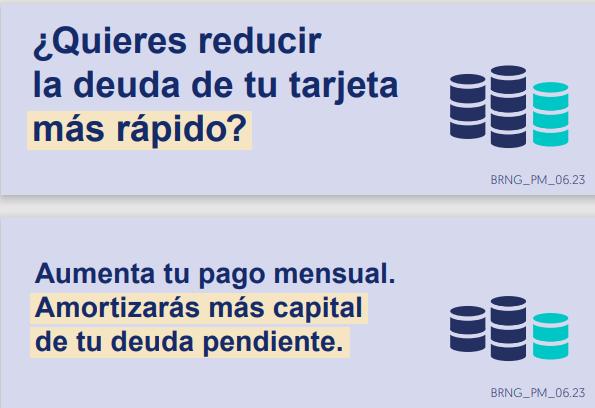 ¿Quieres reducir
la deuda de tu tarjeta
más rápido?
BRNG_PM_06.23
Aumenta tu pago mensual.
Amortizarás más capital
de tu deuda pendiente.
BRNG_PM_06.23